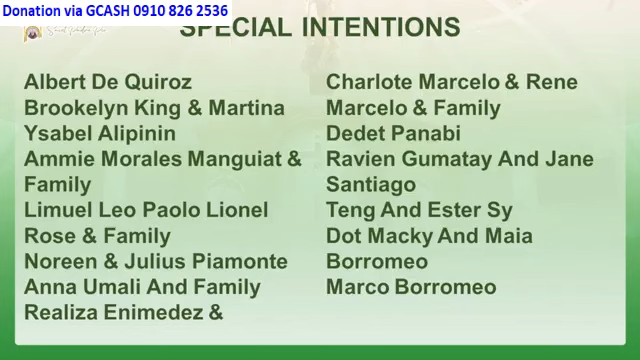 Donation via GCASH 0910 826 2536
SPECIAL INTENTIONS
Albert De Quiroz
Brookelyn King & Martina
Ysabel Alipinin
Ammie Morales Manguiat &
Family
Limuel Leo Paolo Lionel
Rose & Family
Noreen & Julius Piamonte
Anna Umali And Family
Realiza Enimedez &
Charlote Marcelo & Rene
Marcelo & Family
Dedet Panabi
Ravien Gumatay And Jane
Santiago
Teng And Ester Sy
Dot Macky And Maia
Borromeo
Marco Borromeo